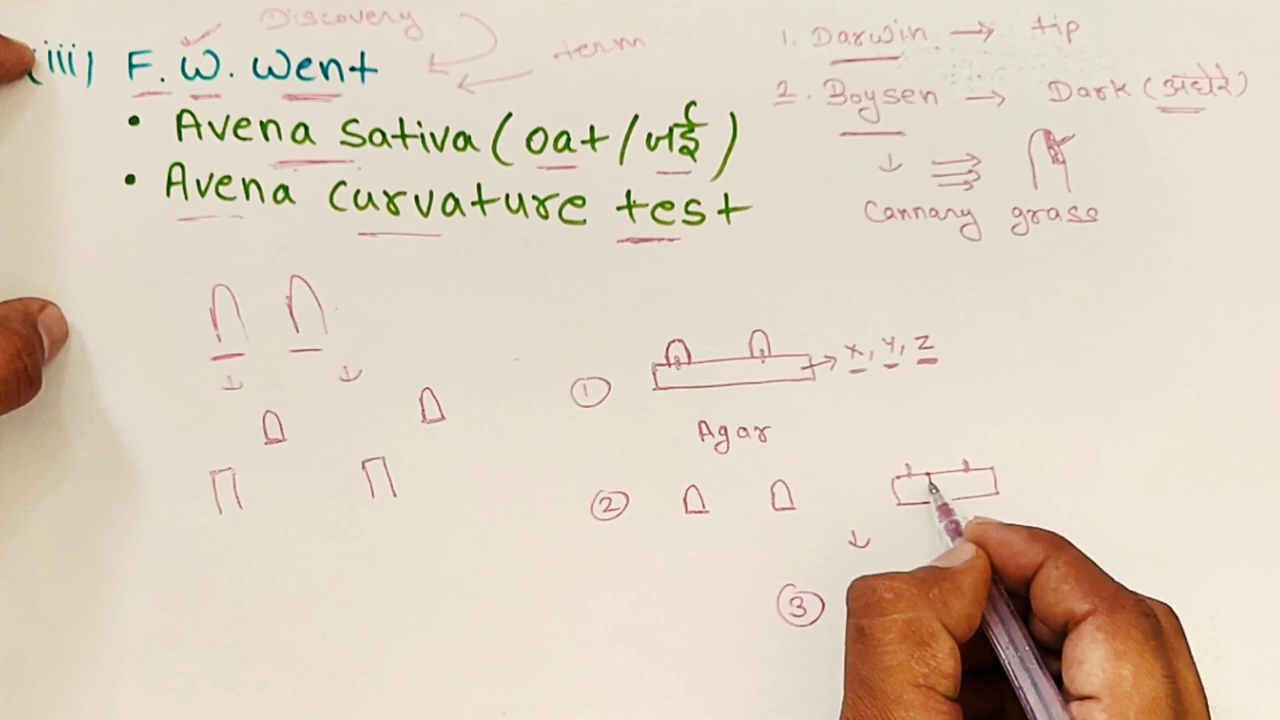 ① Discovery
(iii) F. W. Went
term
• Avena Sativa (oat/जई)
• Avena curvature test
1. Darwin → tip
2. Boysen → Dark (अंधेरे)
↓
Cannary grass
① → X, Y, Z
Agar
②
↓
③